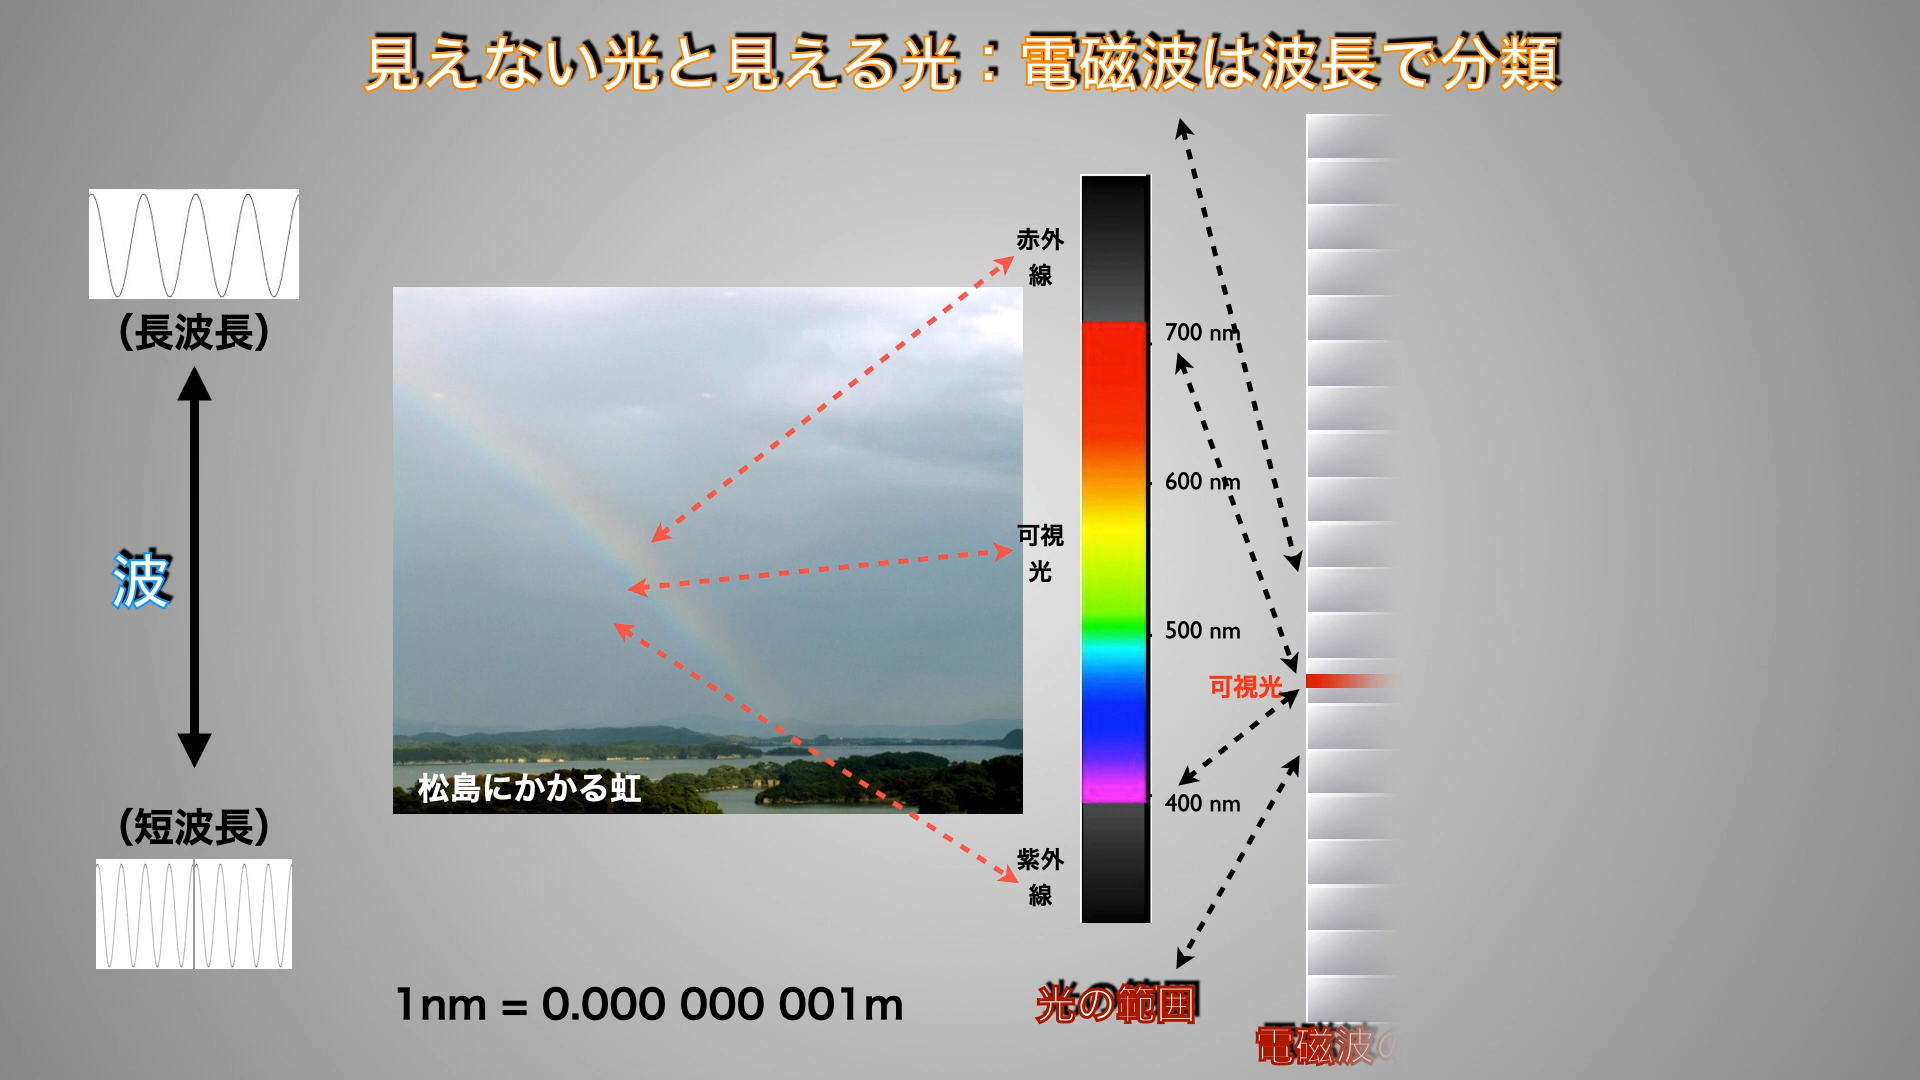 見えない光と見える光：電磁波は波長で分類
（長波長）
波
（短波長）
松島にかかる虹
1nm = 0.000 000 001m
赤外
線
可視
光
紫外
線
700 nm
600 nm
500 nm
400 nm
可視光
光の範囲
電磁波の